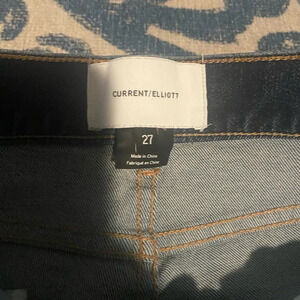 CURRENT/ELLIOTT
27
Made in China
Fabriqué en Chine